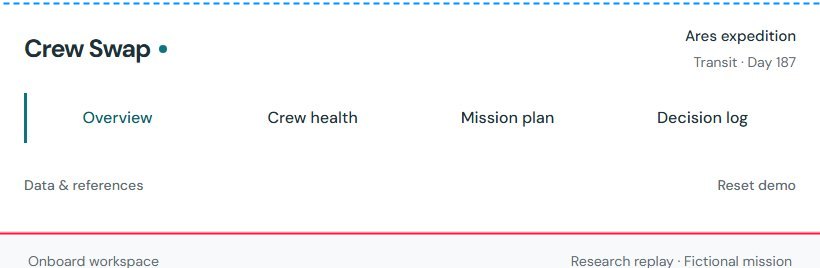 Crew Swap
Ares expedition
Transit · Day 187
Overview
Crew health
Mission plan
Decision log
Data & references
Reset demo
Onboard workspace
Research replay · Fictional mission